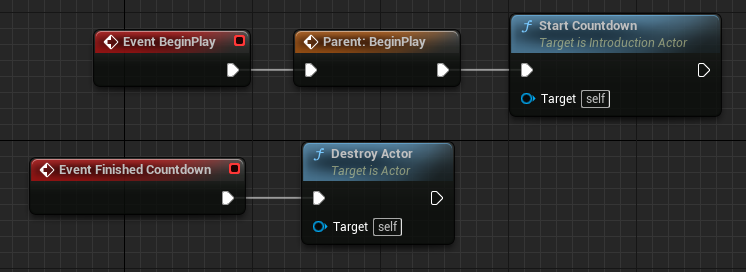 Event BeginPlay
Parent: BeginPlay
Start Countdown
Target is Introduction Actor
Target self
Event Finished Countdown
Destroy Actor
Target is Actor
Target self